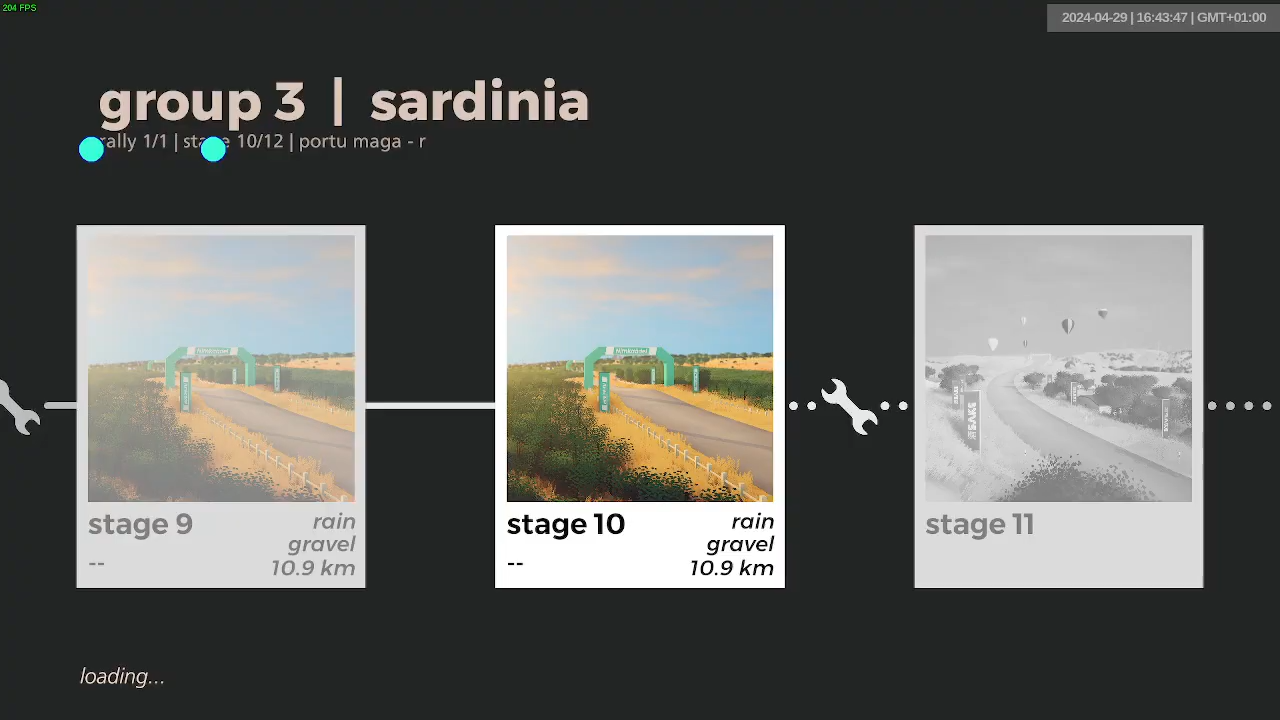 204 FPS
2024-04-29 | 16:43:47 | GMT+01:00
group 3 | sardinia
rally 1/1 | stage 10/12 | portu maga - r
stage 9
rain
gravel
--
10.9 km
stage 10
rain
gravel
--
10.9 km
stage 11
loading...